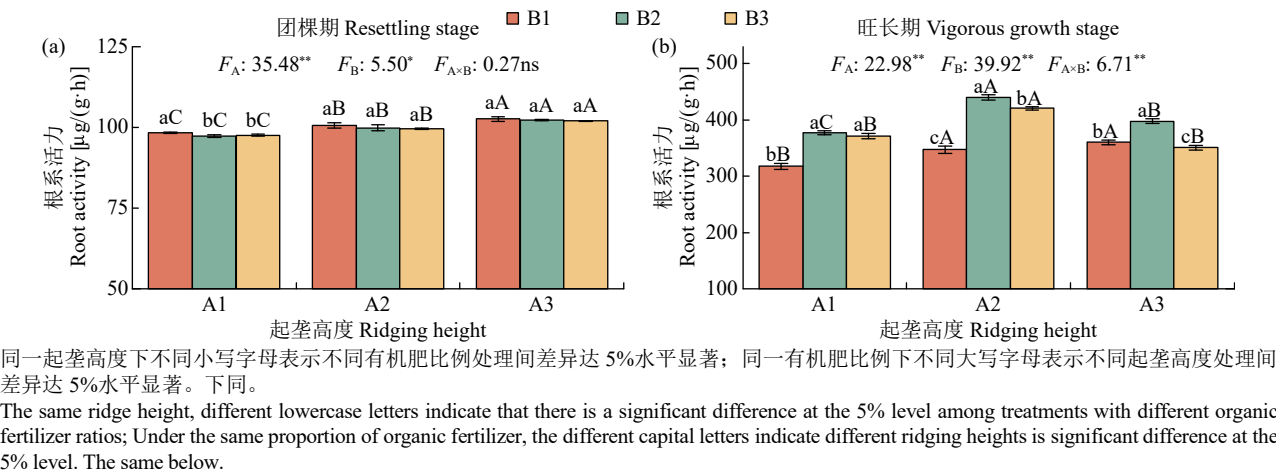 B1 B2 B3
团棵期 Resettling stage
(a)
F_A: 35.48** F_B: 5.50* F_A×B: 0.27ns
根系活力
Root activity [μg/(g·h)]
125
100
75
50
aC bC bC
aB aB aB
aA aA aA
A1 A2 A3
起垄高度 Ridging height
旺长期 Vigorous growth stage
(b)
F_A: 22.98** F_B: 39.92** F_A×B: 6.71**
根系活力
Root activity [μg/(g·h)]
500
400
300
200
100
bB aC aB
cA aA bA
bA aB cB
A1 A2 A3
起垄高度 Ridging height
同一起垄高度下不同小写字母表示不同有机肥比例处理间差异达 5%水平显著；同一有机肥比例下不同大写字母表示不同起垄高度处理间
差异达 5%水平显著。下同。
The same ridge height, different lowercase letters indicate that there is a significant difference at the 5% level among treatments with different organic
fertilizer ratios; Under the same proportion of organic fertilizer, the different capital letters indicate different ridging heights is significant difference at the
5% level. The same below.